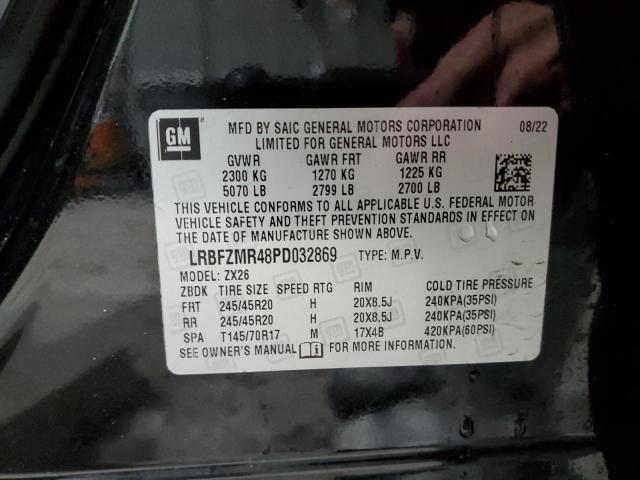 GM
MFD BY SAIC GENERAL MOTORS CORPORATION 08/22
LIMITED FOR GENERAL MOTORS LLC
GVWR GAWR FRT GAWR RR
2300 KG 1270 KG 1225 KG
5070 LB 2799 LB 2700 LB
THIS VEHICLE CONFORMS TO ALL APPLICABLE U.S. FEDERAL MOTOR
VEHICLE SAFETY AND THEFT PREVENTION STANDARDS IN EFFECT ON
THE DATE OF MANUFACTURE SHOWN ABOVE.
LRBFZMR48PD032869 TYPE: M.P.V.
MODEL: ZX26
ZBDK TIRE SIZE SPEED RTG RIM COLD TIRE PRESSURE
FRT 245/45R20 H 20X8.5J 240KPA(35PSI)
RR 245/45R20 H 20X8.5J 240KPA(35PSI)
SPA T145/70R17 M 17X4B 420KPA(60PSI)
SEE OWNER'S MANUAL FOR MORE INFORMATION.